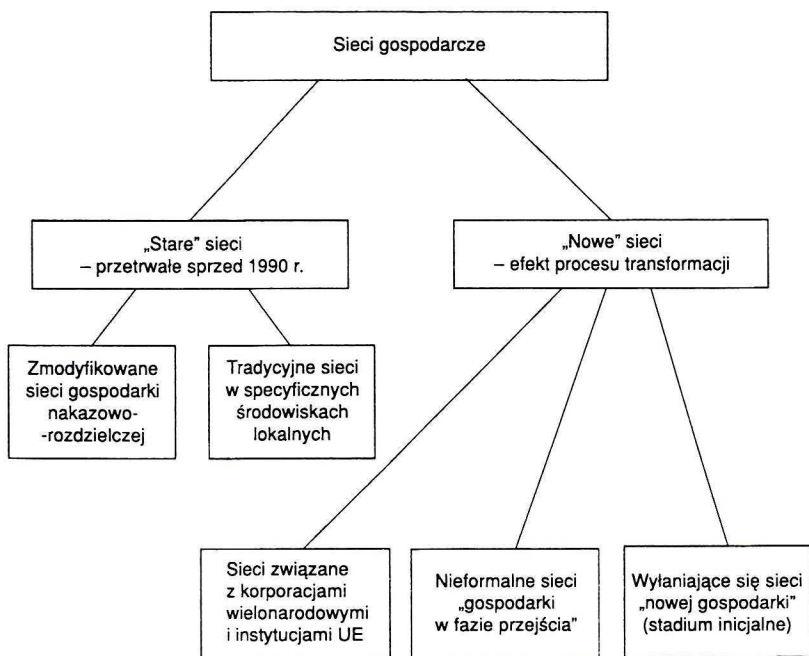 Sieci gospodarcze
„Stare” sieci
– przetrwałe sprzed 1990 r.
„Nowe” sieci
– efekt procesu transformacji
Zmodyfikowane
sieci gospodarki
nakazowo-
-rozdzielczej
Tradycyjne sieci
w specyficznych
środowiskach
lokalnych
Sieci związane
z korporacjami
wielonarodowymi
i instytucjami UE
Nieformalne sieci
„gospodarki
w fazie przejścia”
Wyłaniające się sieci
„nowej gospodarki”
(stadium inicjalne)